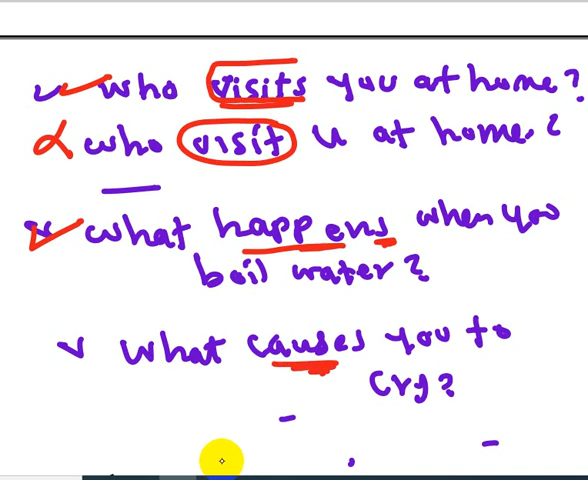 who visits you at home?
who visit u at home?
what happens when you
boil water?
what causes you to
cry?